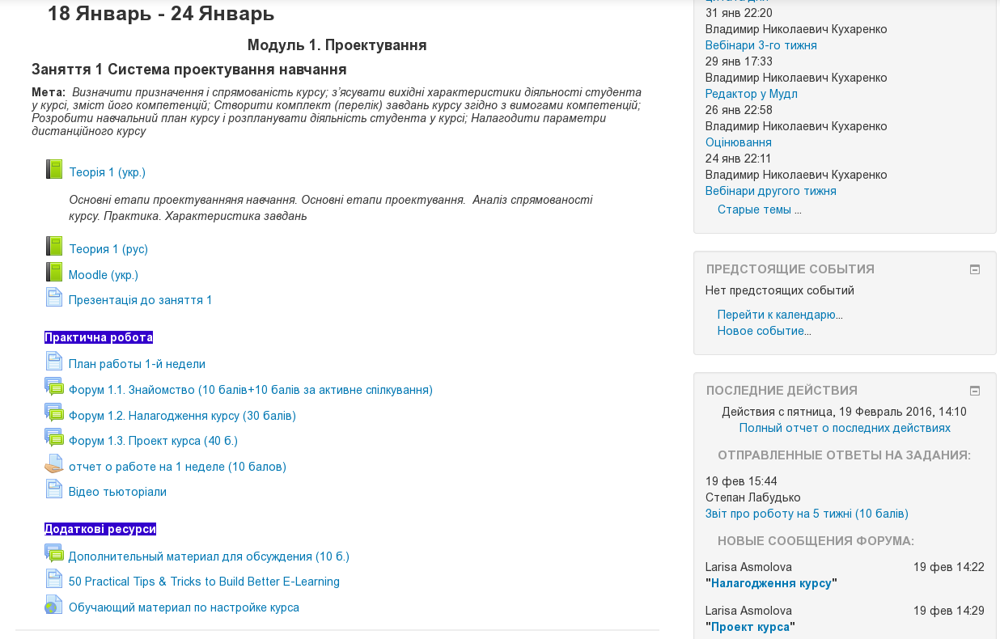 18 Январь - 24 Январь
Модуль 1. Проектування
Заняття 1 Система проектування навчання
Мета:  Визначити призначення і спрямованість курсу; з’ясувати вихідні характеристики діяльності студента
у курсі, зміст його компетенцій; Створити комплект (перелік) завдань курсу згідно з вимогами компетенцій;
Розробити навчальний план курсу і розпланувати діяльність студента у курсі; Налагодити параметри
дистанційного курсу
Теорія 1 (укр.)
Основні етапи проектуванняня навчання. Основні етапи проектування.  Аналіз спрямованості
курсу. Практика. Характеристика завдань
Теория 1 (рус)
Moodle (укр.)
Презентація до заняття 1
Практична робота
План работы 1-й недели
Форум 1.1. Знайомство (10 балів+10 балів за активне спілкування)
Форум 1.2. Налагодження курсу (30 балів)
Форум 1.3. Проект курса (40 б.)
отчет о работе на 1 неделе (10 балов)
Відео тьюторіали
Додаткові ресурси
Дополнительный материал для обсуждения (10 б.)
50 Practical Tips & Tricks to Build Better E-Learning
Обучающий материал по настройке курса
31 янв 22:20
Владимир Николаевич Кухаренко
Вебінари 3-го тижня
29 янв 17:33
Владимир Николаевич Кухаренко
Редактор у Мудл
26 янв 22:58
Владимир Николаевич Кухаренко
Оцінювання
24 янв 22:11
Владимир Николаевич Кухаренко
Вебінари другого тижня
Старые темы ...
ПРЕДСТОЯЩИЕ СОБЫТИЯ
Нет предстоящих событий
Перейти к календарю...
Новое событие...
ПОСЛЕДНИЕ ДЕЙСТВИЯ
Действия с пятница, 19 Февраль 2016, 14:10
Полный отчет о последних действиях
ОТПРАВЛЕННЫЕ ОТВЕТЫ НА ЗАДАНИЯ:
19 фев 15:44
Степан Лабудько
Звіт про роботу на 5 тижні (10 балів)
НОВЫЕ СООБЩЕНИЯ ФОРУМА:
Larisa Asmolova 19 фев 14:22
"Налагодження курсу"
Larisa Asmolova 19 фев 14:29
"Проект курса"